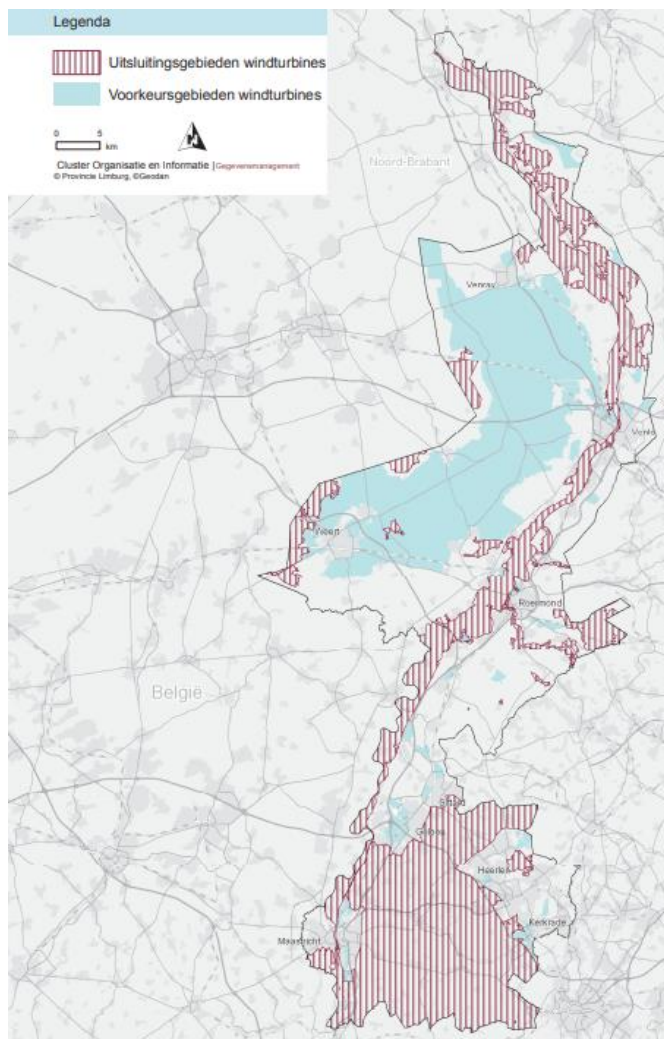 Legenda
Uitsluitingsgebieden windturbines
Voorkeursgebieden windturbines
0 5
km
N
Cluster Organisatie en Informatie | Gegevensmanagement
© Provincie Limburg, ©Geodan
Noord-Brabant
Venray
Venlo
Weert
Roermond
België
Sittard
Geleen
Heerlen
Kerkrade
Maastricht